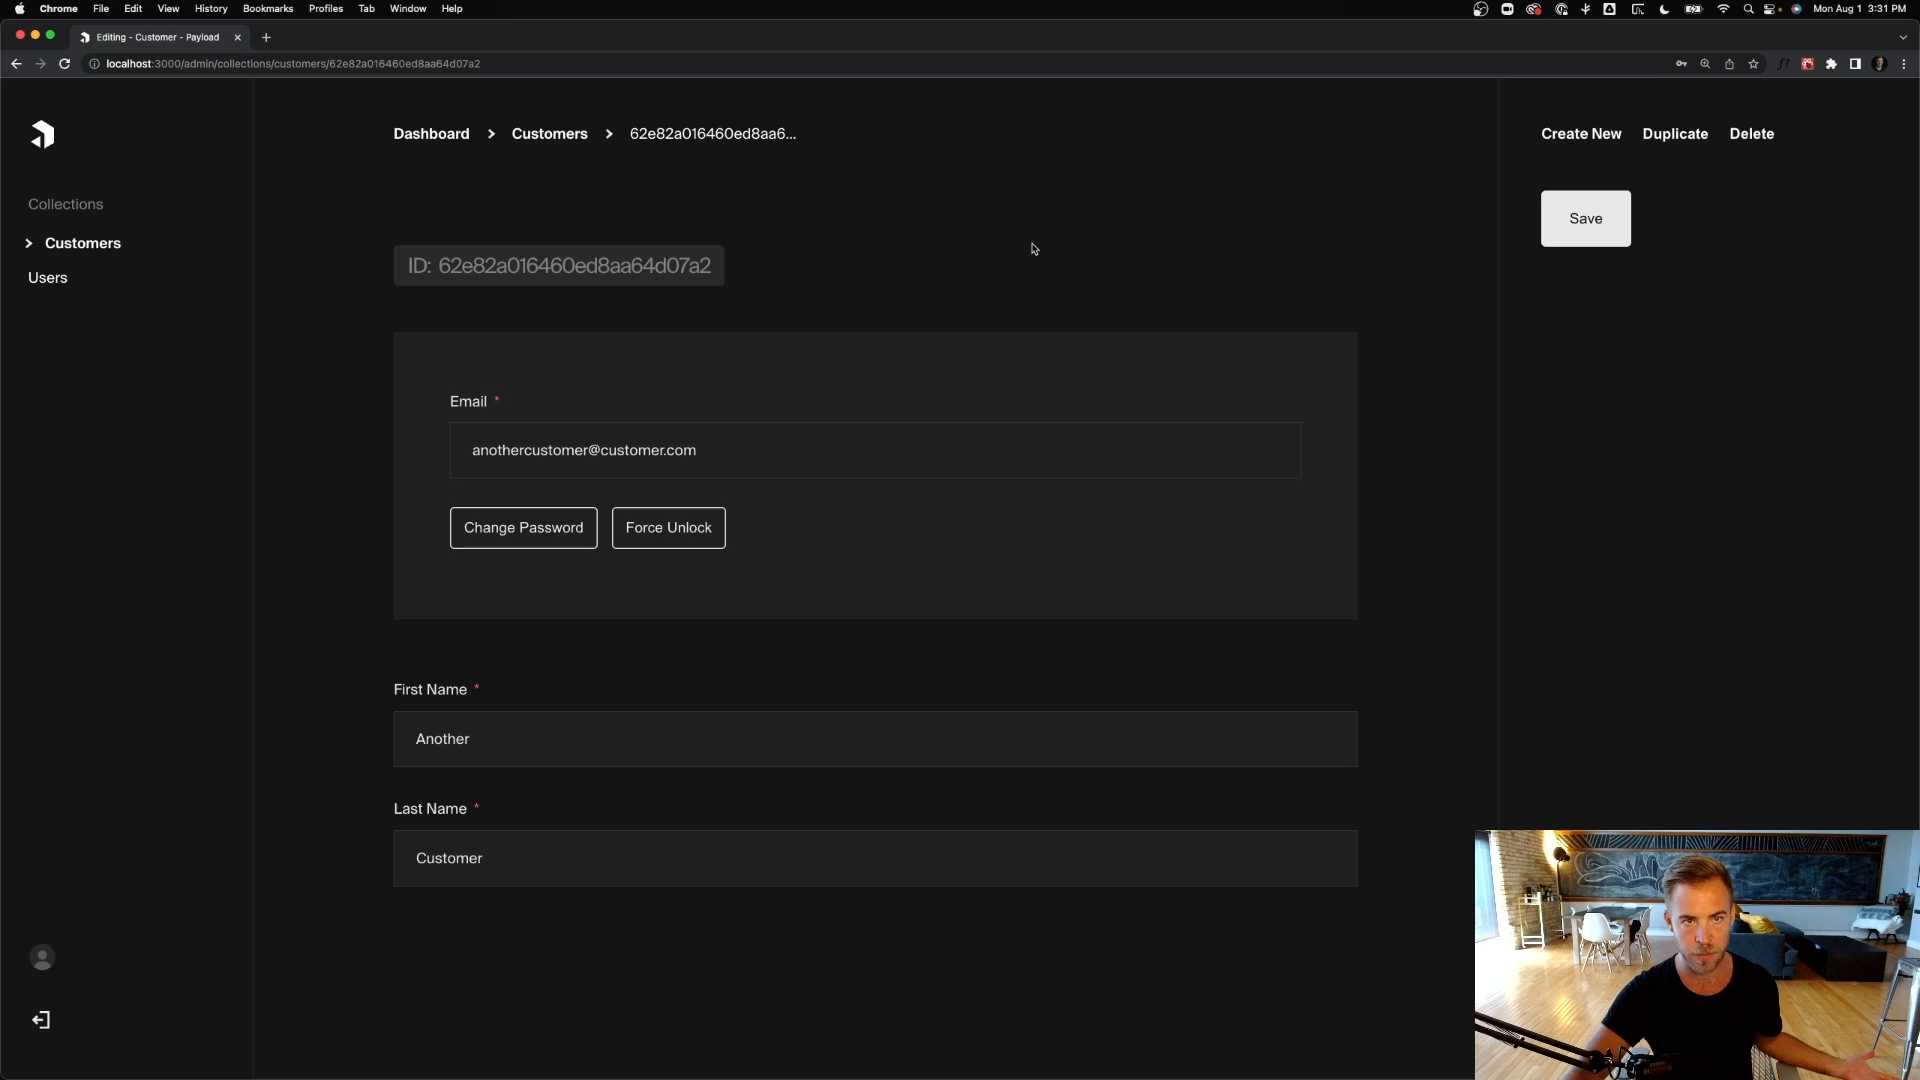 Chrome File Edit View History Bookmarks Profiles Tab Window Help Mon Aug 1 3:31 PM
Editing - Customer - Payload
localhost:3000/admin/collections/customers/62e82a016460ed8aa64d07a2
Dashboard > Customers > 62e82a016460ed8aa6...
Create New Duplicate Delete
Save
Collections
Customers
Users
ID: 62e82a016460ed8aa64d07a2
Email *
anothercustomer@customer.com
Change Password Force Unlock
First Name *
Another
Last Name *
Customer